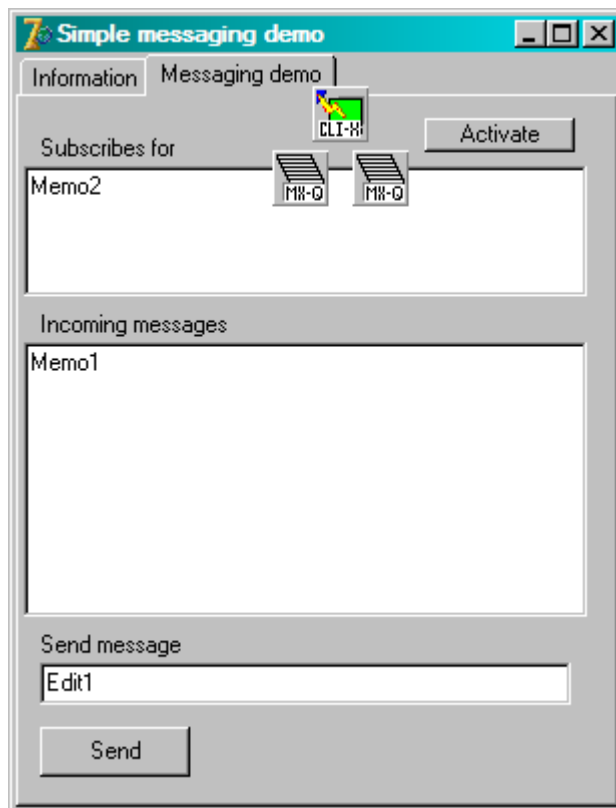 Simple messaging demo
Information
Messaging demo
CLI-X
Activate
Subscribes for
MX-Q
MX-Q
Memo2
Incoming messages
Memo1
Send message
Edit1
Send